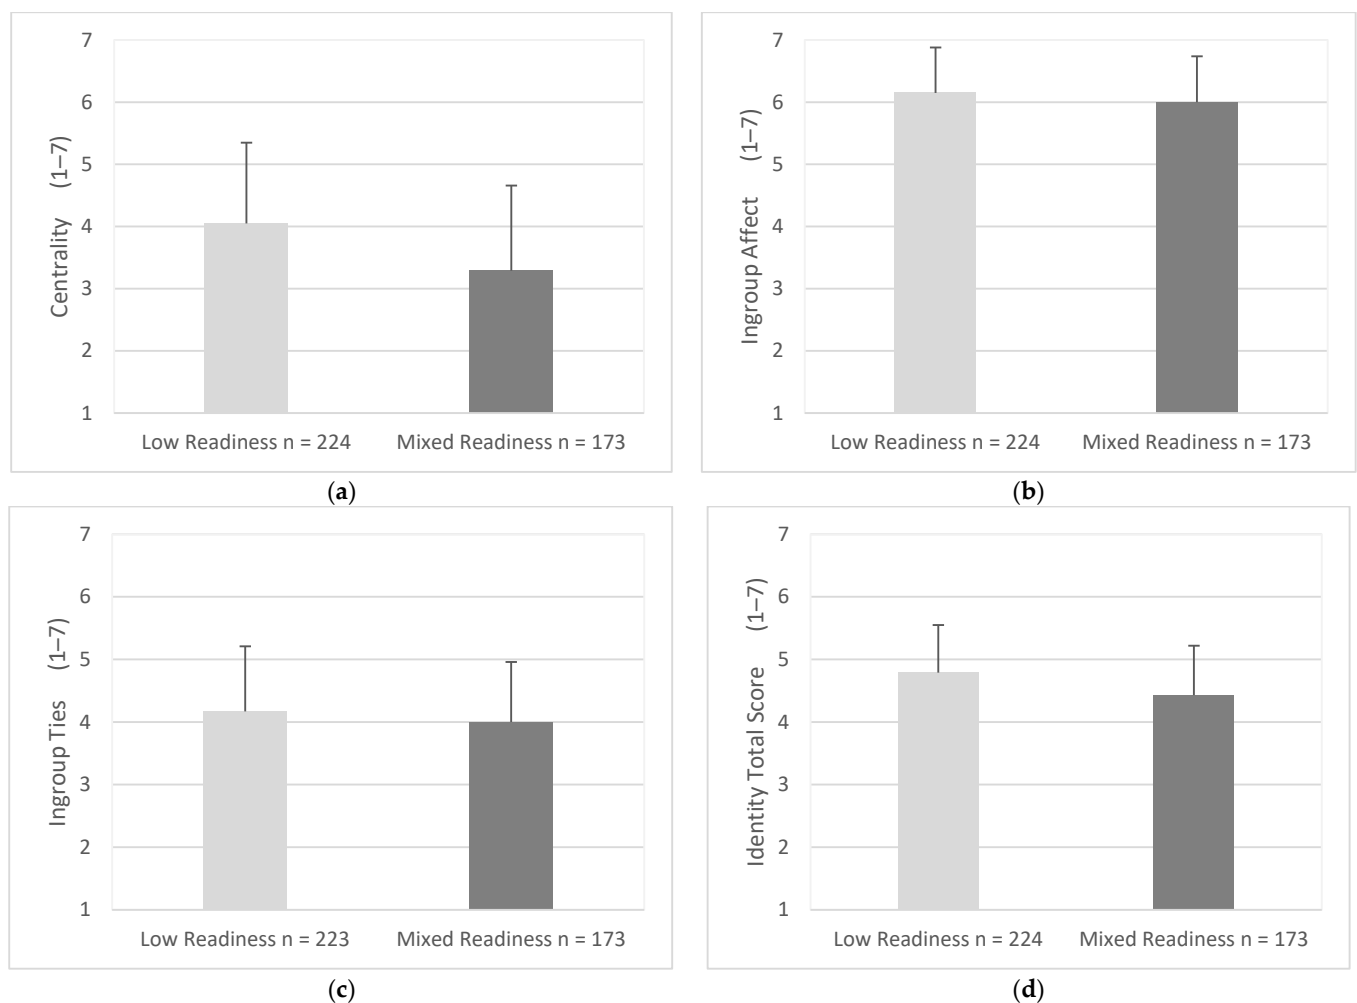 7
6
5
4
3
2
1
Centrality (1–7)
Low Readiness n = 224
Mixed Readiness n = 173
(a)
7
6
5
4
3
2
1
Ingroup Affect (1–7)
Low Readiness n = 224
Mixed Readiness n = 173
(b)
7
6
5
4
3
2
1
Ingroup Ties (1–7)
Low Readiness n = 223
Mixed Readiness n = 173
(c)
7
6
5
4
3
2
1
Identity Total Score (1–7)
Low Readiness n = 224
Mixed Readiness n = 173
(d)